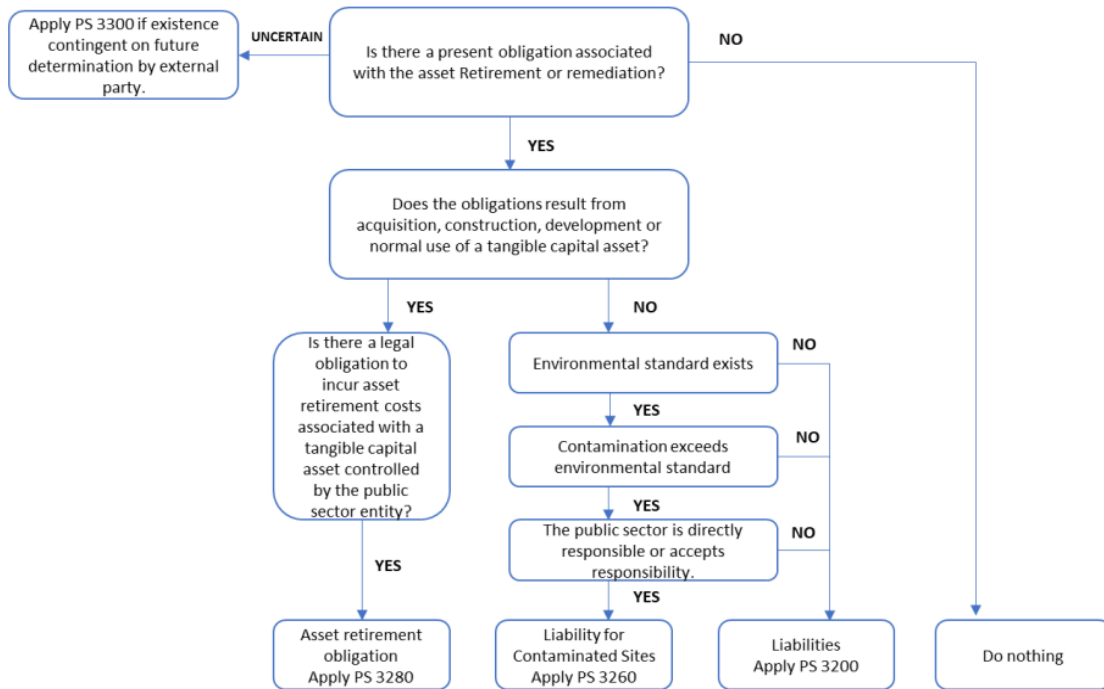 Apply PS 3300 if existence
contingent on future
determination by external
party.
UNCERTAIN
Is there a present obligation associated
with the asset Retirement or remediation?
NO
YES
Does the obligations result from
acquisition, construction, development or
normal use of a tangible capital asset?
YES
NO
Is there a legal
obligation to
incur asset
retirement costs
associated with a
tangible capital
asset controlled
by the public
sector entity?
Environmental standard exists
NO
YES
Contamination exceeds
environmental standard
NO
YES
The public sector is directly
responsible or accepts
responsibility.
NO
YES
YES
Asset retirement
obligation
Apply PS 3280
Liability for
Contaminated Sites
Apply PS 3260
Liabilities
Apply PS 3200
Do nothing